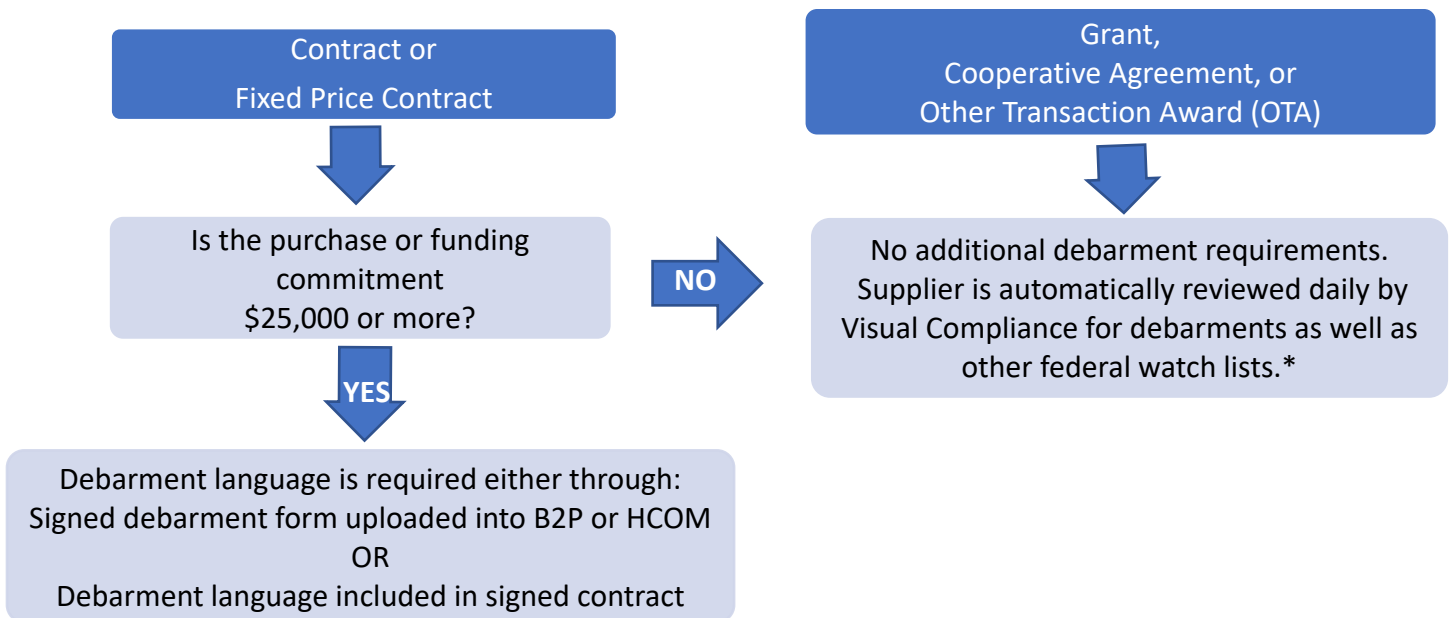 Contract or
Fixed Price Contract
Grant,
Cooperative Agreement, or
Other Transaction Award (OTA)
Is the purchase or funding
commitment
$25,000 or more?
NO
No additional debarment requirements.
Supplier is automatically reviewed daily by
Visual Compliance for debarments as well as
other federal watch lists.*
YES
Debarment language is required either through:
Signed debarment form uploaded into B2P or HCOM
OR
Debarment language included in signed contract